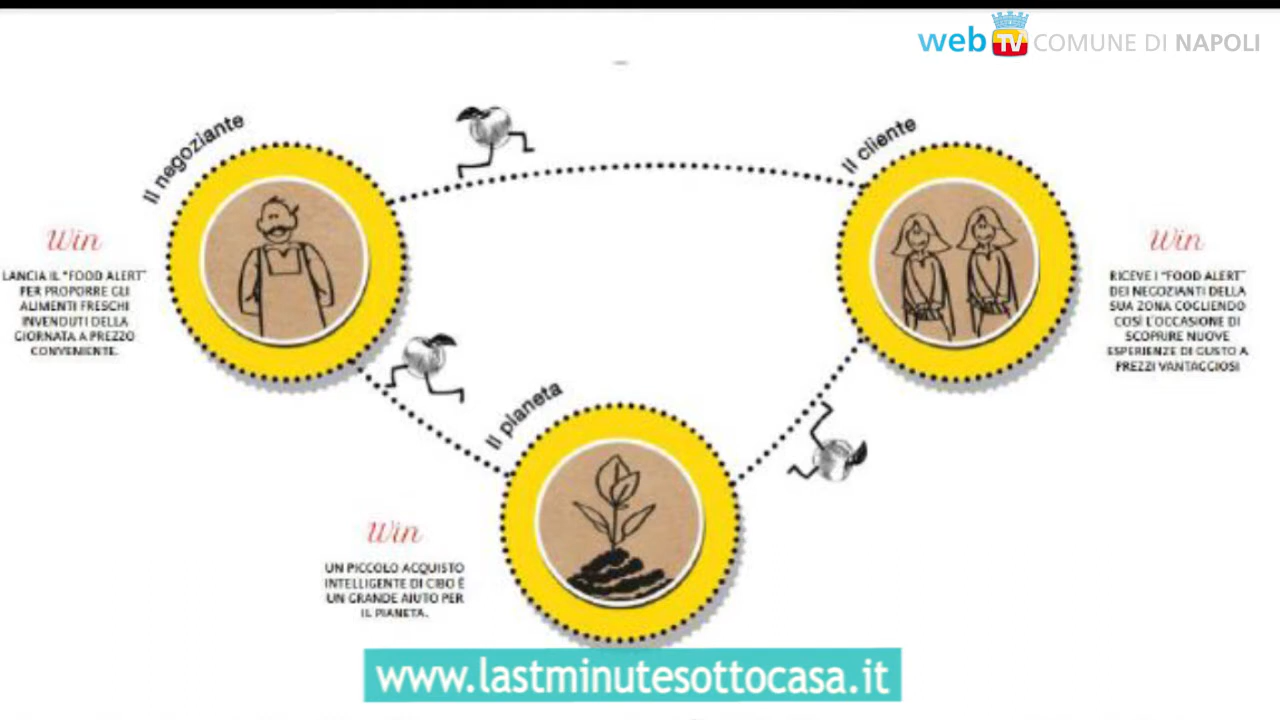 web TV COMUNE DI NAPOLI
Il negoziante
Il cliente
Win
LANCIA IL "FOOD ALERT"
PER PROPORRE GLI
ALIMENTI FRESCHI
INVENDUTI DELLA
GIORNATA A PREZZO
CONVENIENTE.
Win
RICEVE I "FOOD ALERT"
DEI NEGOZIANTI DELLA
SUA ZONA COGLIENDO
COSÌ L'OCCASIONE DI
SCOPRIRE NUOVE
ESPERIENZE DI GUSTO A
PREZZI VANTAGGIOSI
Il pianeta
Win
UN PICCOLO ACQUISTO
INTELLIGENTE DI CIBO È
UN GRANDE AIUTO PER
IL PIANETA.
www.lastminutesottocasa.it